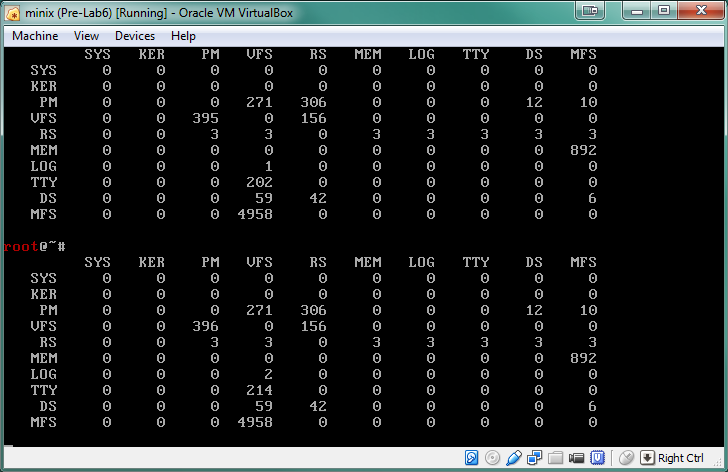 minix (Pre-Lab6) [Running] - Oracle VM VirtualBox
Machine View Devices Help
SYS KER PM VFS RS MEM LOG TTY DS MFS
SYS 0 0 0 0 0 0 0 0 0 0
KER 0 0 0 0 0 0 0 0 0 0
PM 0 0 0 271 306 0 0 0 12 10
VFS 0 0 395 0 156 0 0 0 0 0
RS 0 0 3 3 0 3 3 3 3 3
MEM 0 0 0 0 0 0 0 0 0 892
LOG 0 0 0 1 0 0 0 0 0 0
TTY 0 0 0 202 0 0 0 0 0 0
DS 0 0 0 59 42 0 0 0 0 6
MFS 0 0 0 4958 0 0 0 0 0 0
root@~#
SYS KER PM VFS RS MEM LOG TTY DS MFS
SYS 0 0 0 0 0 0 0 0 0 0
KER 0 0 0 0 0 0 0 0 0 0
PM 0 0 0 271 306 0 0 0 12 10
VFS 0 0 396 0 156 0 0 0 0 0
RS 0 0 3 3 0 3 3 3 3 3
MEM 0 0 0 0 0 0 0 0 0 892
LOG 0 0 0 2 0 0 0 0 0 0
TTY 0 0 0 214 0 0 0 0 0 0
DS 0 0 0 59 42 0 0 0 0 6
MFS 0 0 0 4958 0 0 0 0 0 0
Right Ctrl